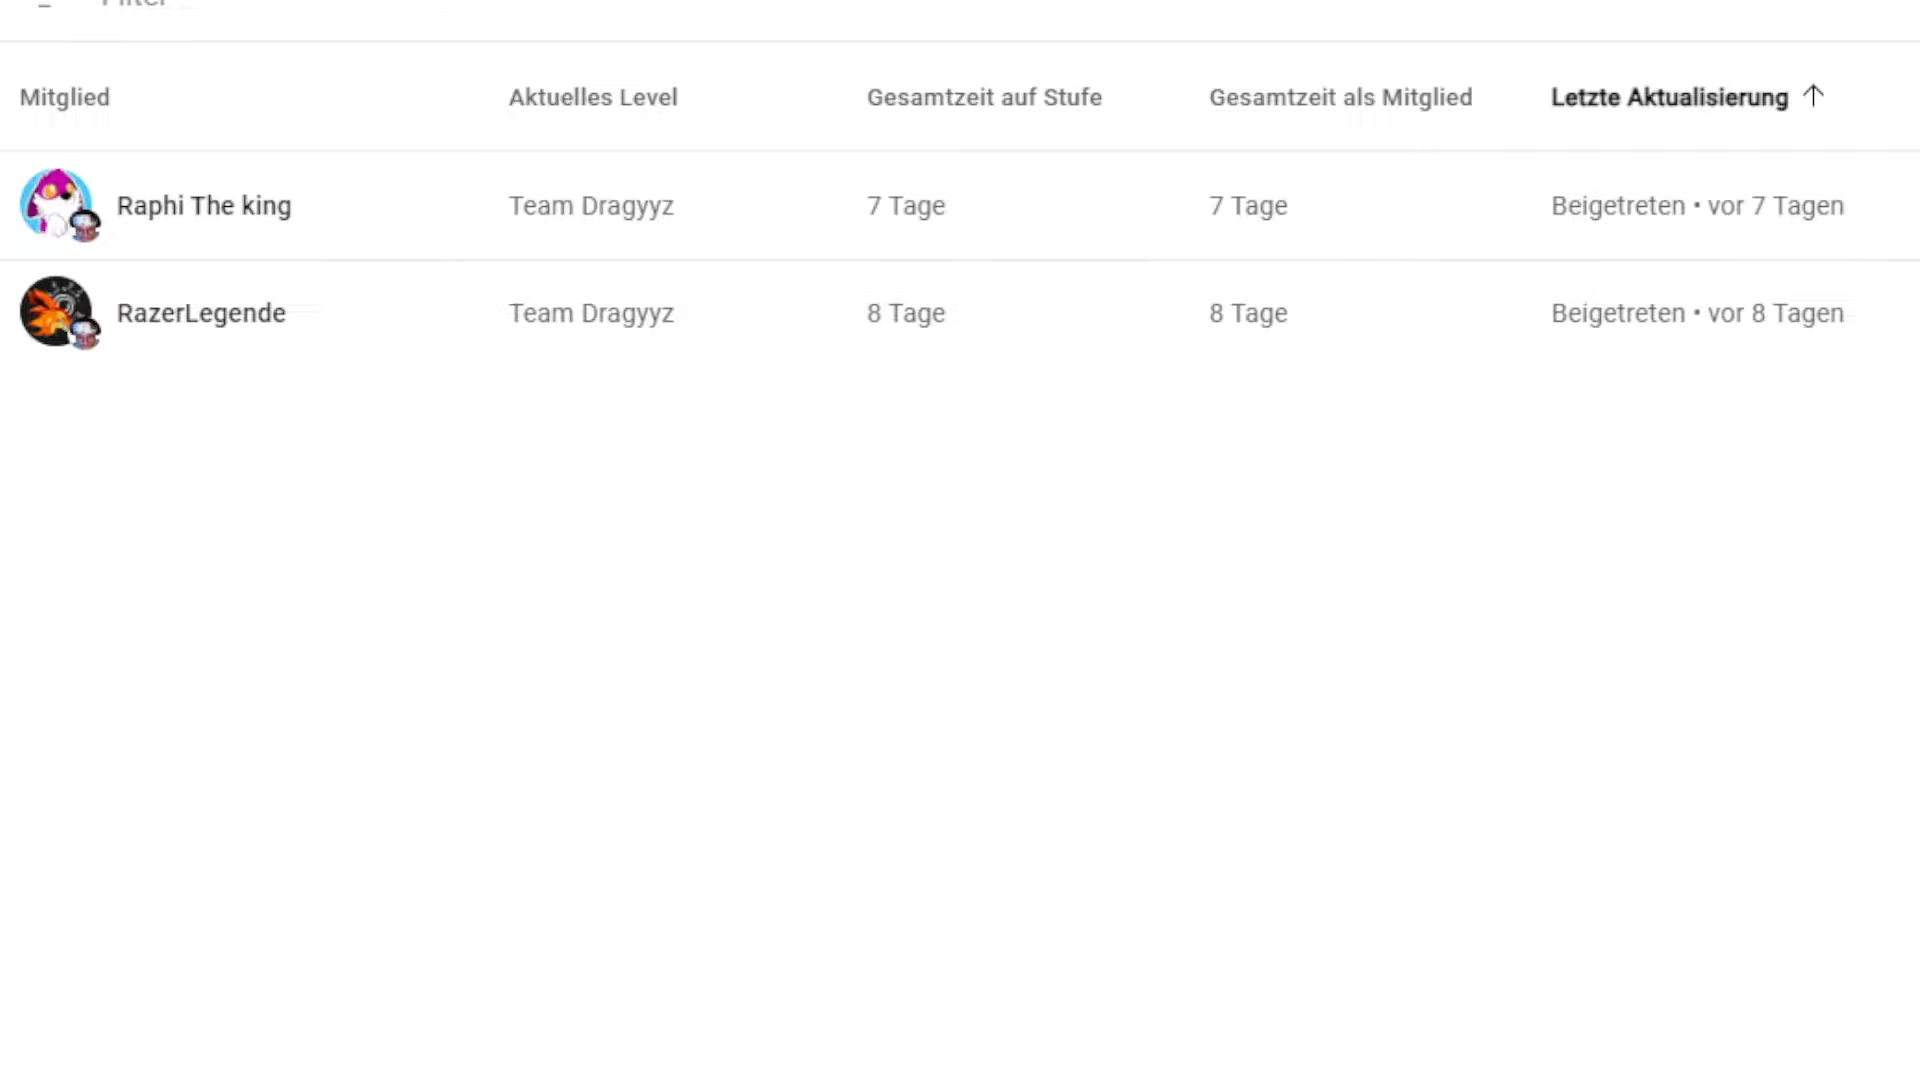 Filter
Mitglied Aktuelles Level Gesamtzeit auf Stufe Gesamtzeit als Mitglied Letzte Aktualisierung
Raphi The king Team Dragyyz 7 Tage 7 Tage Beigetreten • vor 7 Tagen
RazerLegende Team Dragyyz 8 Tage 8 Tage Beigetreten • vor 8 Tagen